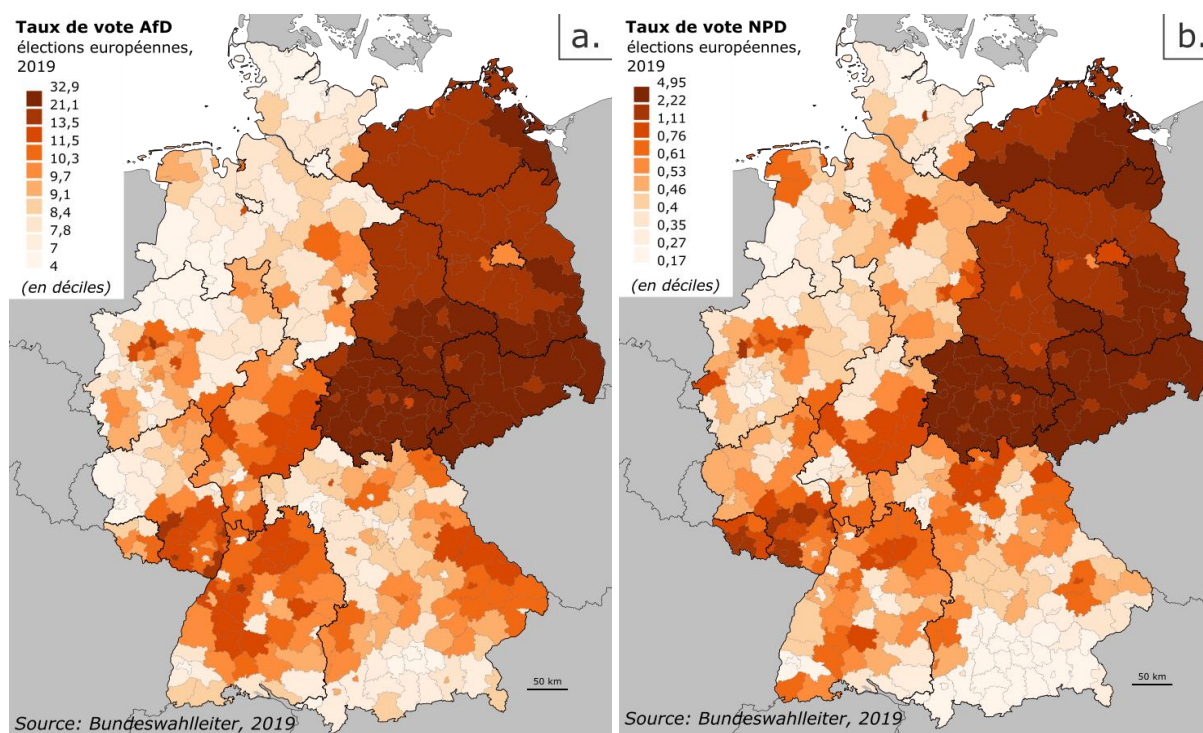 Taux de vote AfD
élections européennes,
2019
32,9
21,1
13,5
11,5
10,3
9,7
9,1
8,4
7,8
7
4
(en déciles)
a.
50 km
Source: Bundeswahlleiter, 2019
Taux de vote NPD
élections européennes,
2019
4,95
2,22
1,11
0,76
0,61
0,53
0,46
0,4
0,35
0,27
0,17
(en déciles)
b.
50 km
Source: Bundeswahlleiter, 2019